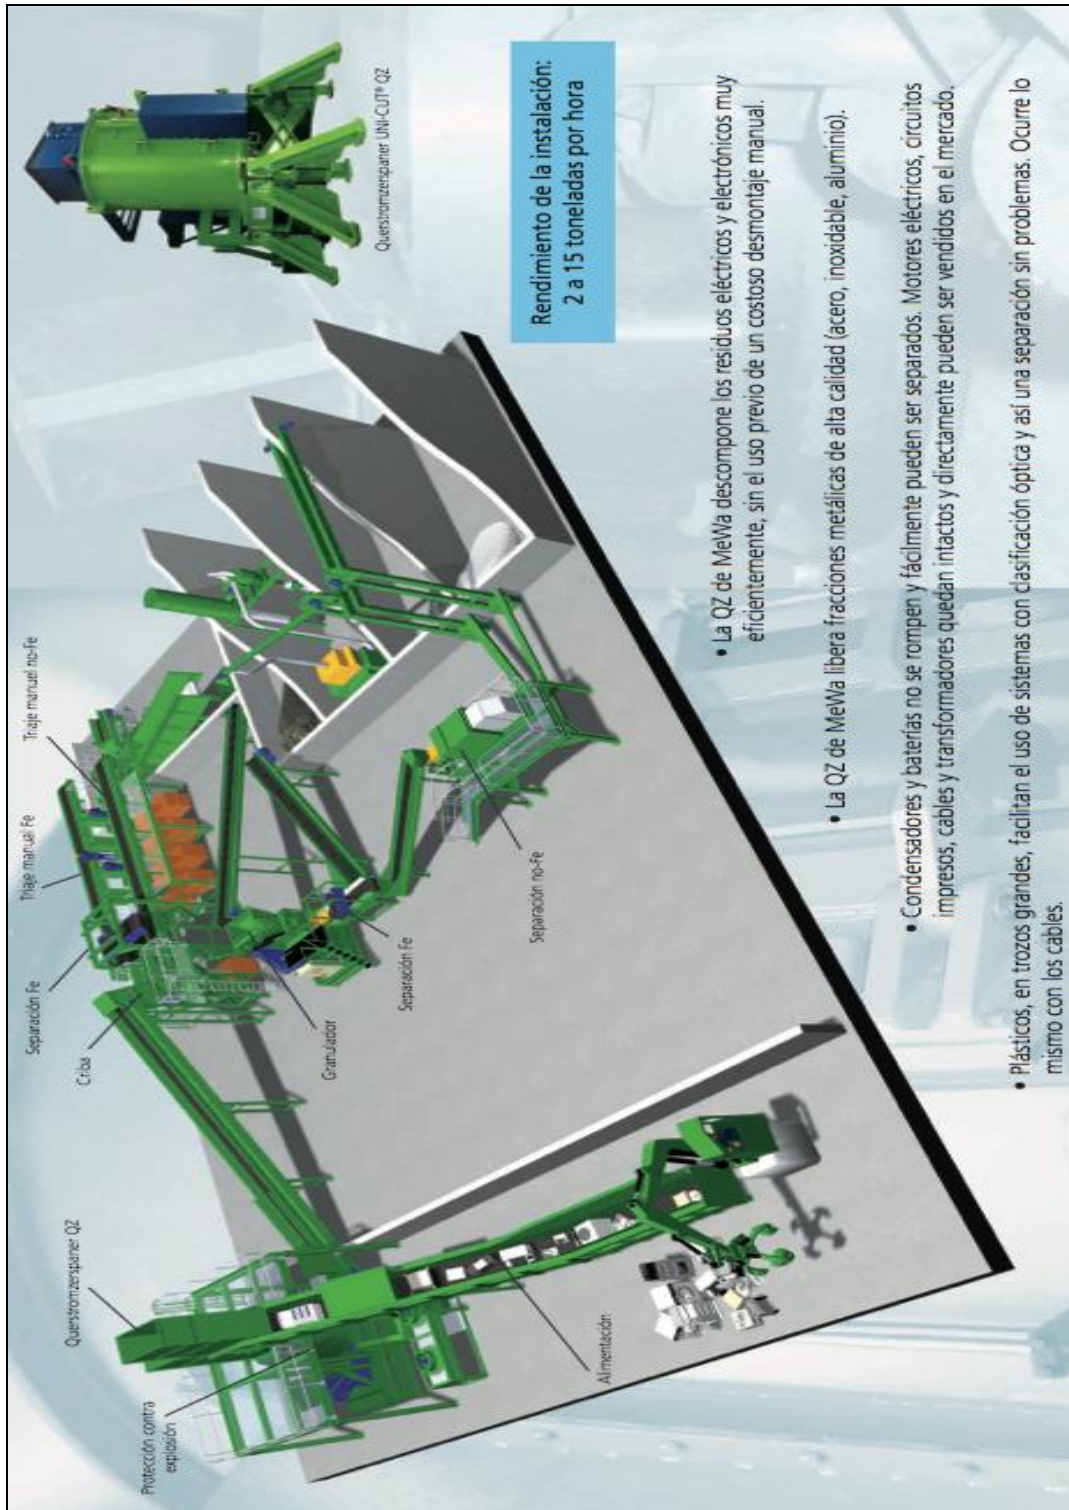 Querstromzerspaner UNI-CUT® QZ
Rendimiento de la instalación:
2 a 15 toneladas por hora
Triaje manuel no-Fe
Triaje manual Fe
Separación Fe
Criba
Granulador
Separación Fe
Separación no-Fe
Querstromzerspaner QZ
Protección contra
explosión
Alimentación
• La QZ de MeWa descompone los residuos eléctricos y electrónicos muy
eficientemente, sin el uso previo de un costoso desmontaje manual.
• La QZ de MeWa libera fracciones metálicas de alta calidad (acero, inoxidable, aluminio).
• Condensadores y baterías no se rompen y fácilmente pueden ser separados. Motores eléctricos, circuitos
impresos, cables y transformadores quedan intactos y directamente pueden ser vendidos en el mercado.
• Plásticos, en trozos grandes, facilitan el uso de sistemas con clasificación óptica y así una separación sin problemas. Ocurre lo
mismo con los cables.